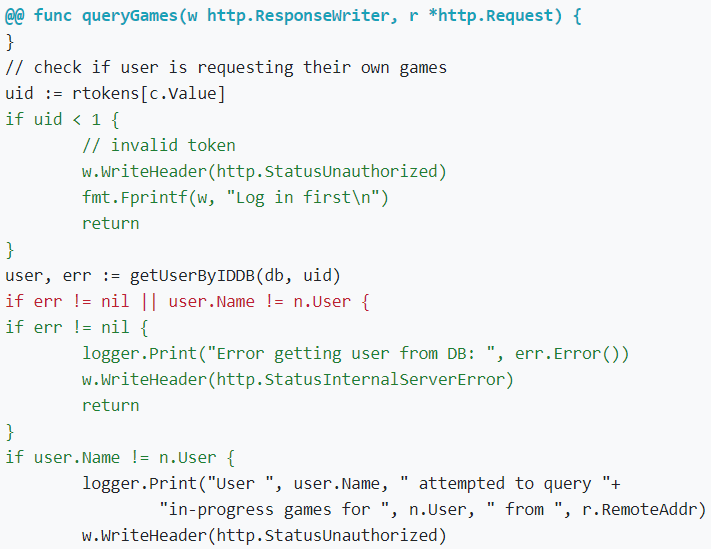 @@ func queryGames(w http.ResponseWriter, r *http.Request) {
}
// check if user is requesting their own games
uid := rtokens[c.Value]
if uid < 1 {
        // invalid token
        w.WriteHeader(http.StatusUnauthorized)
        fmt.Fprintf(w, "Log in first\n")
        return
}
user, err := getUserByIDDB(db, uid)
if err != nil || user.Name != n.User {
if err != nil {
        logger.Print("Error getting user from DB: ", err.Error())
        w.WriteHeader(http.StatusInternalServerError)
        return
}
if user.Name != n.User {
        logger.Print("User ", user.Name, " attempted to query "+
                "in-progress games for ", n.User, " from ", r.RemoteAddr)
        w.WriteHeader(http.StatusUnauthorized)